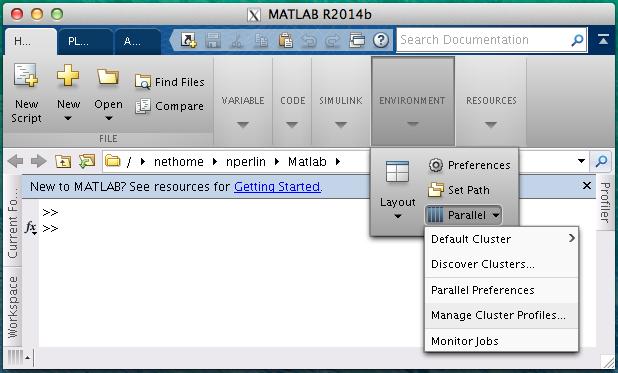 MATLAB R2014b
H... PL... A... Search Documentation
New Script New Open Find Files Compare
FILE
VARIABLE CODE SIMULINK ENVIRONMENT RESOURCES
/ nethome nperlin Matlab
New to MATLAB? See resources for Getting Started.
>>
fx >>
Current Fo...
Workspace
Profiler
Layout
Preferences
Set Path
Parallel
Default Cluster
Discover Clusters...
Parallel Preferences
Manage Cluster Profiles...
Monitor Jobs